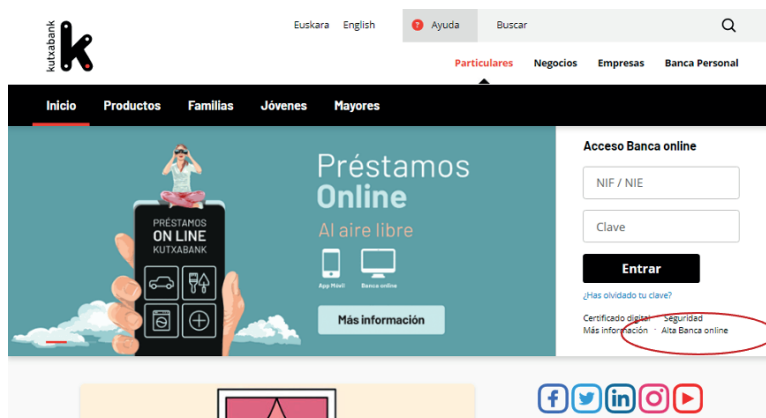 kutxabank
Euskara English ? Ayuda Buscar
Particulares Negocios Empresas Banca Personal
Inicio Productos Familias Jóvenes Mayores
Préstamos
Online
Al aire libre
App Móvil Banca online
Más información
PRÉSTAMOS
ON LINE
KUTXABANK
Acceso Banca online
NIF / NIE
Clave
Entrar
¿Has olvidado tu clave?
Certificado digital · Seguridad
Más información · Alta Banca online